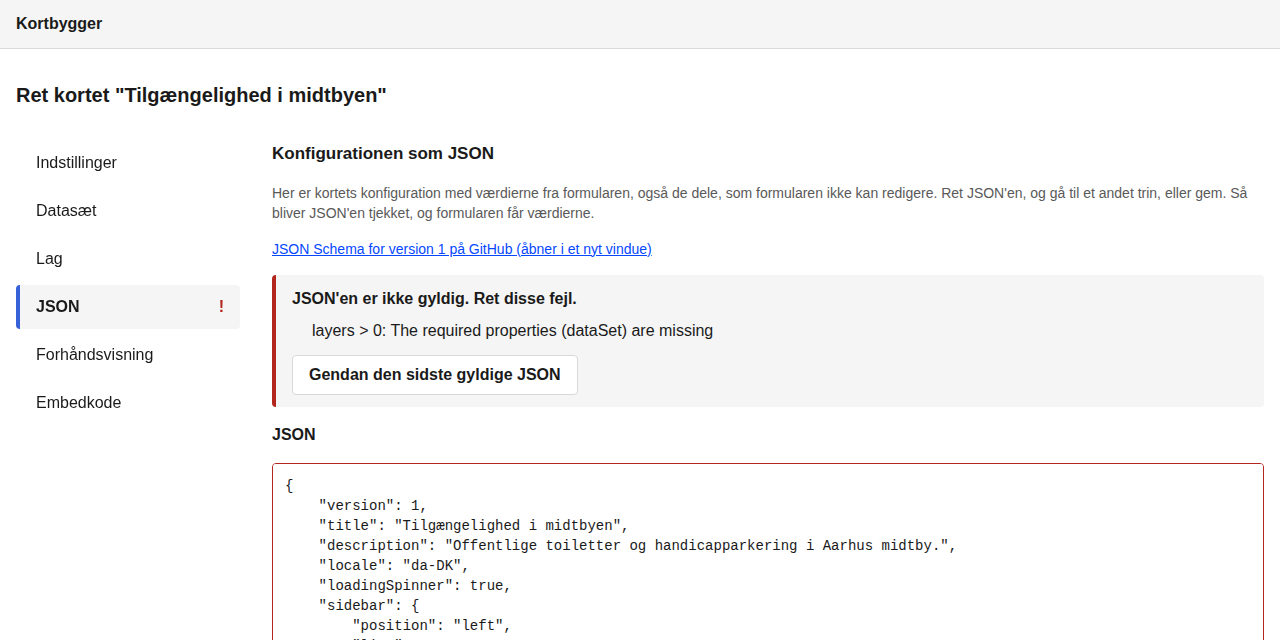 Kortbygger
Ret kortet "Tilgængelighed i midtbyen"
Indstillinger
Datasæt
Lag
JSON !
Forhåndsvisning
Embedkode
Konfigurationen som JSON
Her er kortets konfiguration med værdierne fra formularen, også de dele, som formularen ikke kan redigere. Ret JSON'en, og gå til et andet trin, eller gem. Så
bliver JSON'en tjekket, og formularen får værdierne.
JSON Schema for version 1 på GitHub (åbner i et nyt vindue)
JSON'en er ikke gyldig. Ret disse fejl.
layers > 0: The required properties (dataSet) are missing
Gendan den sidste gyldige JSON
JSON
{
    "version": 1,
    "title": "Tilgængelighed i midtbyen",
    "description": "Offentlige toiletter og handicapparkering i Aarhus midtby.",
    "locale": "da-DK",
    "loadingSpinner": true,
    "sidebar": {
        "position": "left",